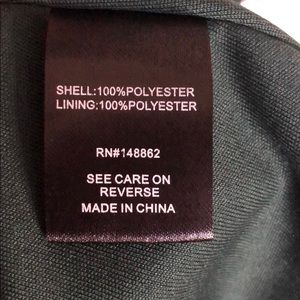 SHELL:100%POLYESTER
LINING:100%POLYESTER
RN#148862
SEE CARE ON
REVERSE
MADE IN CHINA